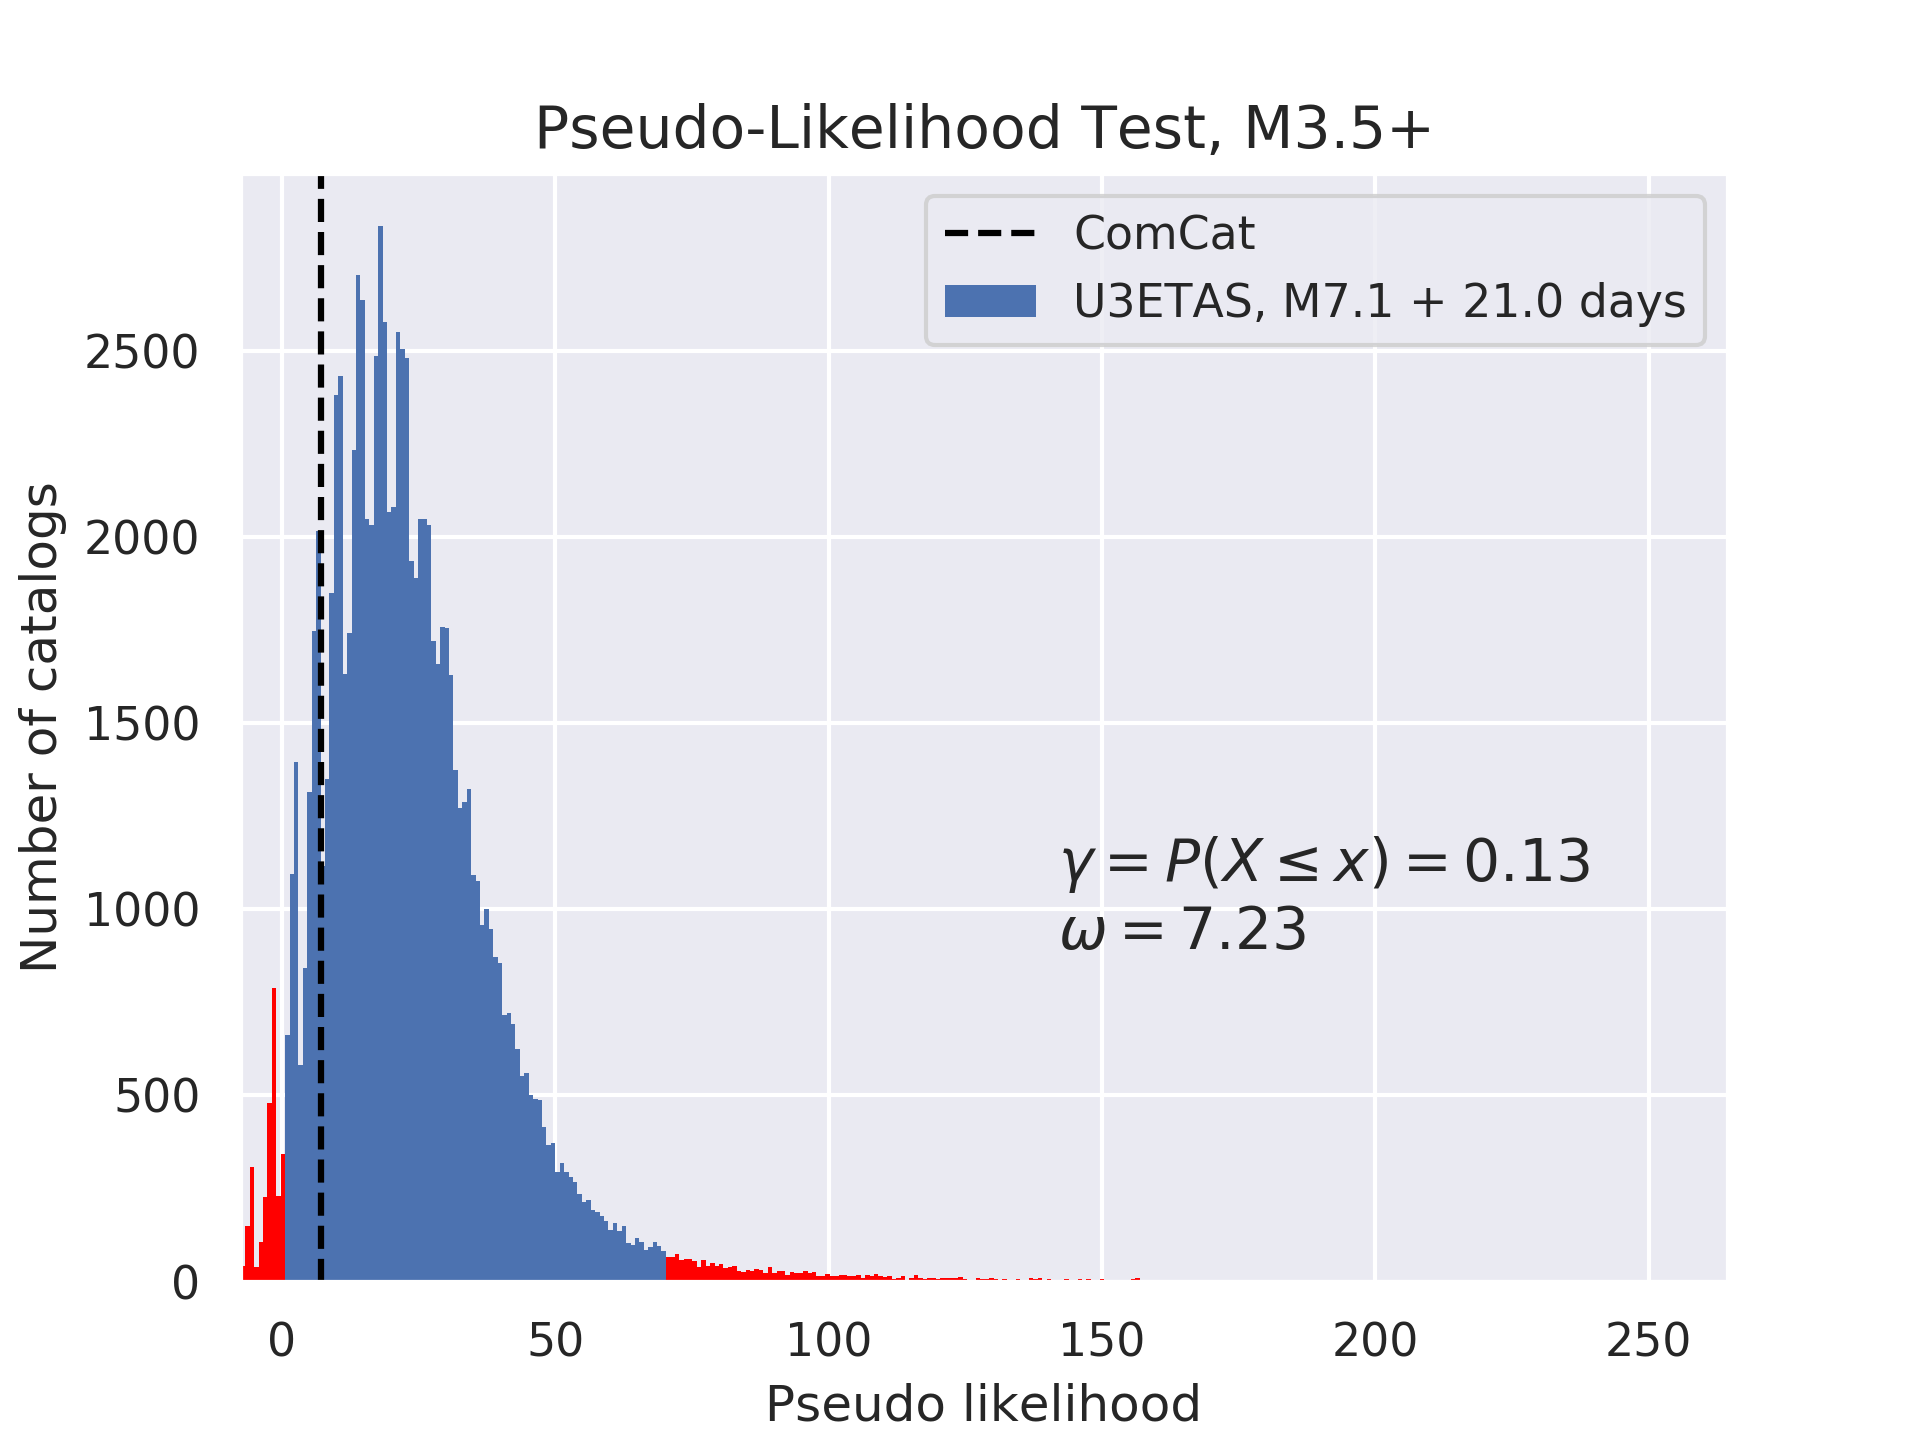 Pseudo-Likelihood Test, M3.5+
ComCat
U3ETAS, M7.1 + 21.0 days
2500
2000
1500
1000
500
0
Number of catalogs
γ = P(X ≤ x) = 0.13
ω = 7.23
0 50 100 150 200 250
Pseudo likelihood